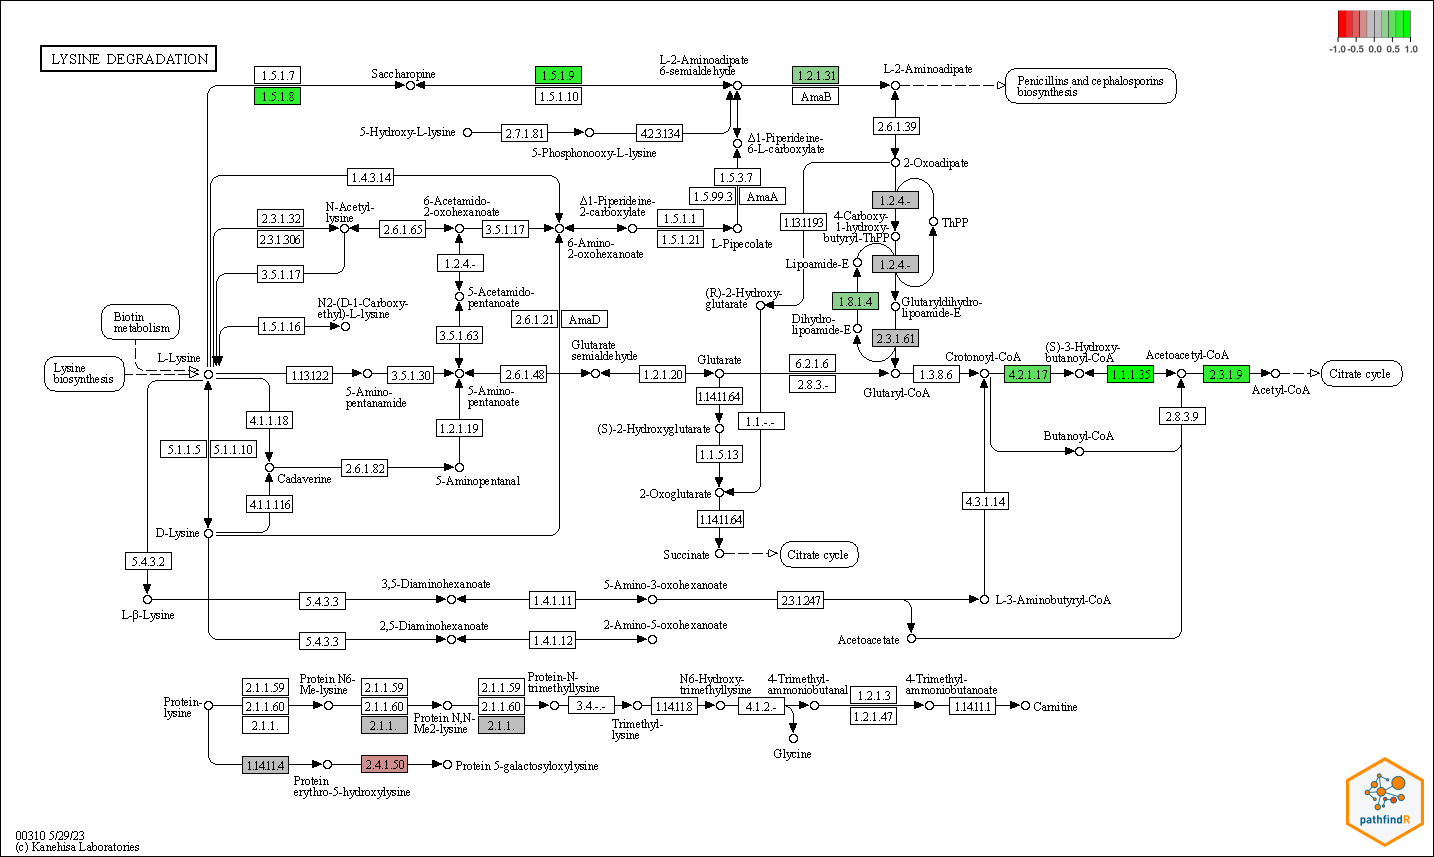 LYSINE DEGRADATION
-1.0 -0.5 0.0 0.5 1.0
1.5.1.7
1.5.1.8
Saccharopine
1.5.1.9
1.5.1.10
L-2-Aminoadipate
6-semialdehyde
1.2.1.31
AmaB
L-2-Aminoadipate
Penicillins and cephalosporins
biosynthesis
5-Hydroxy-L-lysine
2.7.1.81
5-Phosphonooxy-L-lysine
4.2.3.134
Δ1-Piperideine-
6-L-carboxylate
2.6.1.39
2-Oxoadipate
1.4.3.14
1.5.3.7
1.5.99.3
AmaA
1.2.4.-
2.3.1.32
2.3.1.306
N-Acetyl-
lysine
2.6.1.65
6-Acetamido-
2-oxohexanoate
3.5.1.17
Δ1-Piperideine-
2-carboxylate
6-Amino-
2-oxohexanoate
1.5.1.1
1.5.1.21
L-Pipecolate
1.13.11.93
4-Carboxy-
1-hydroxy-
butyryl-ThPP
ThPP
3.5.1.17
1.2.4.-
Lipoamide-E
1.2.4.-
5-Acetamido-
pentanoate
(R)-2-Hydroxy-
glutarate
1.8.1.4
Glutaryldihydro-
lipoamide-E
Dihydro-
lipoamide-E
2.3.1.61
N2-(D-1-Carboxy-
ethyl)-L-lysine
1.5.1.16
2.6.1.21
AmaD
3.5.1.63
Biotin
metabolism
Lysine
biosynthesis
L-Lysine
1.13.12.2
5-Amino-
pentanamide
3.5.1.30
5-Amino-
pentanoate
2.6.1.48
Glutarate
semialdehyde
1.2.1.20
Glutarate
6.2.1.6
2.8.3.-
Glutaryl-CoA
1.3.8.6
Crotonoyl-CoA
4.2.1.17
(S)-3-Hydroxy-
butanoyl-CoA
1.1.1.35
Acetoacetyl-CoA
2.3.1.9
Acetyl-CoA
Citrate cycle
1.14.11.64
4.1.1.18
1.2.1.19
(S)-2-Hydroxyglutarate
1.1.-.-
2.8.3.9
Butanoyl-CoA
5.1.1.5
5.1.1.10
1.1.5.13
Cadaverine
2.6.1.82
5-Aminopentanal
2-Oxoglutarate
4.1.1.116
4.3.1.14
1.14.11.64
D-Lysine
Succinate
Citrate cycle
5.4.3.2
L-β-Lysine
5.4.3.3
3,5-Diaminohexanoate
1.4.1.11
5-Amino-3-oxohexanoate
2.3.1.247
L-3-Aminobutyryl-CoA
5.4.3.3
2,5-Diaminohexanoate
1.4.1.12
2-Amino-5-oxohexanoate
Acetoacetate
Protein-
lysine
2.1.1.59
2.1.1.60
2.1.1.
Protein N6-
Me-lysine
2.1.1.59
2.1.1.60
2.1.1.
Protein N,N-
Me2-lysine
2.1.1.59
2.1.1.60
2.1.1.
Protein-N-
trimethyllysine
3.4.-.-
Trimethyl-
lysine
1.14.11.8
N6-Hydroxy-
trimethyllysine
4.1.2.-
Glycine
4-Trimethyl-
ammoniobutanal
1.2.1.3
1.2.1.47
4-Trimethyl-
ammoniobutanoate
1.14.11.1
Carnitine
1.14.11.4
Protein
erythro-5-hydroxylysine
2.4.1.50
Protein 5-galactosyloxylysine
00310 5/29/23
(c) Kanehisa Laboratories
pathfindR